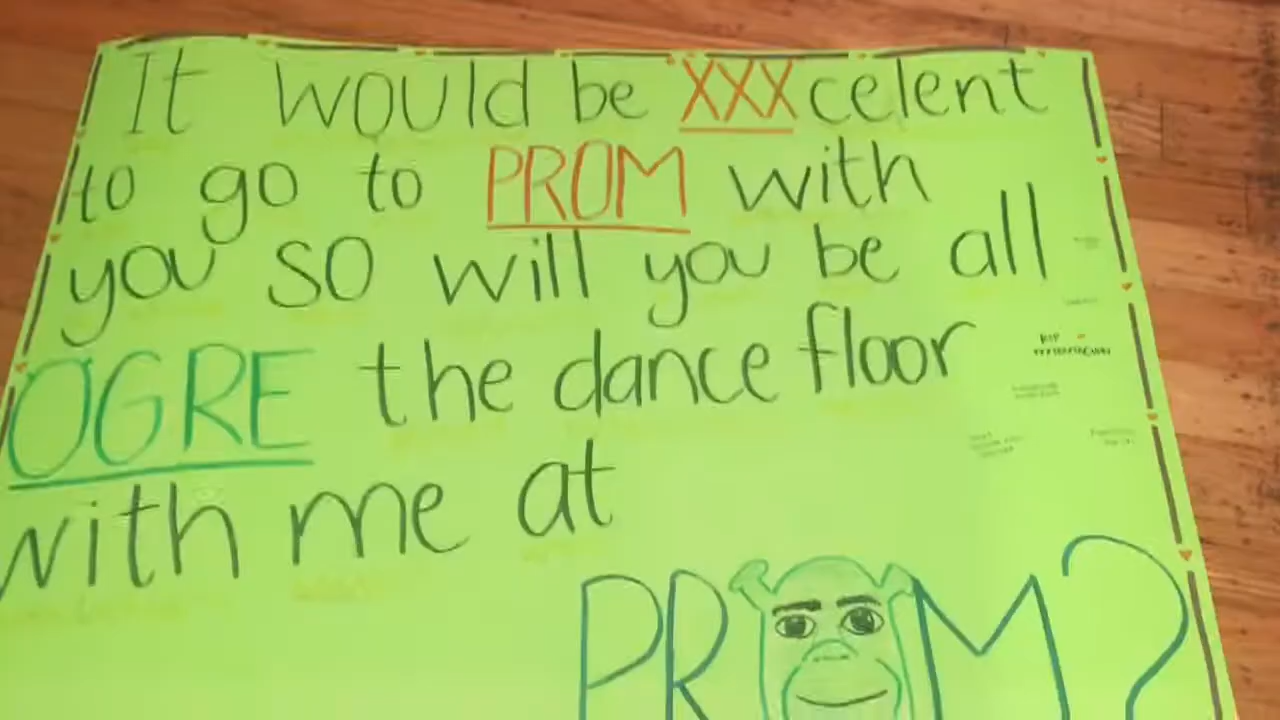 It would be XXXcelent
to go to PROM with
you so will you be all
OGRE the dance floor
with me at
PROM?
RIP